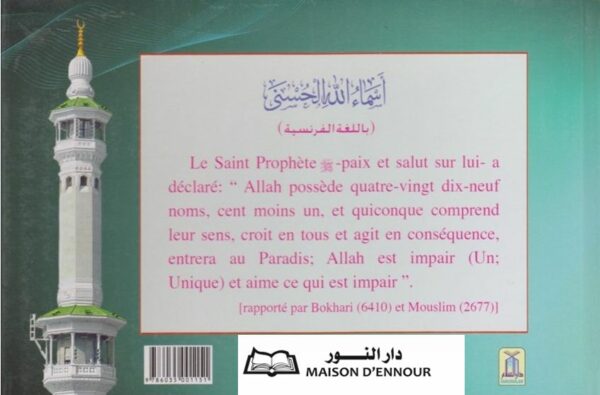 أسماء الله الحسنى
(باللغة الفرنسية)
Le Saint Prophète ﷺ -paix et salut sur lui- a
déclaré: “ Allah possède quatre-vingt dix-neuf
noms, cent moins un, et quiconque comprend
leur sens, croit en tous et agit en conséquence,
entrera au Paradis; Allah est impair (Un;
Unique) et aime ce qui est impair ”.
[rapporté par Bokhari (6410) et Mouslim (2677)]
دار النور
MAISON D'ENNOUR